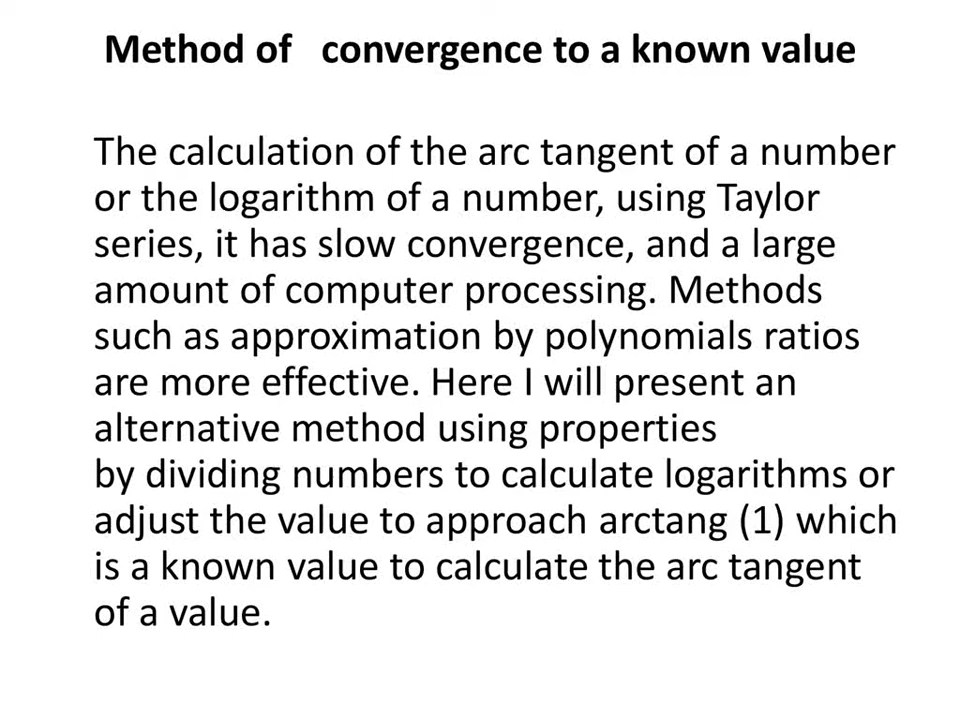 Method of convergence to a known value
The calculation of the arc tangent of a number
or the logarithm of a number, using Taylor
series, it has slow convergence, and a large
amount of computer processing. Methods
such as approximation by polynomials ratios
are more effective. Here I will present an
alternative method using properties
by dividing numbers to calculate logarithms or
adjust the value to approach arctang (1) which
is a known value to calculate the arc tangent
of a value.